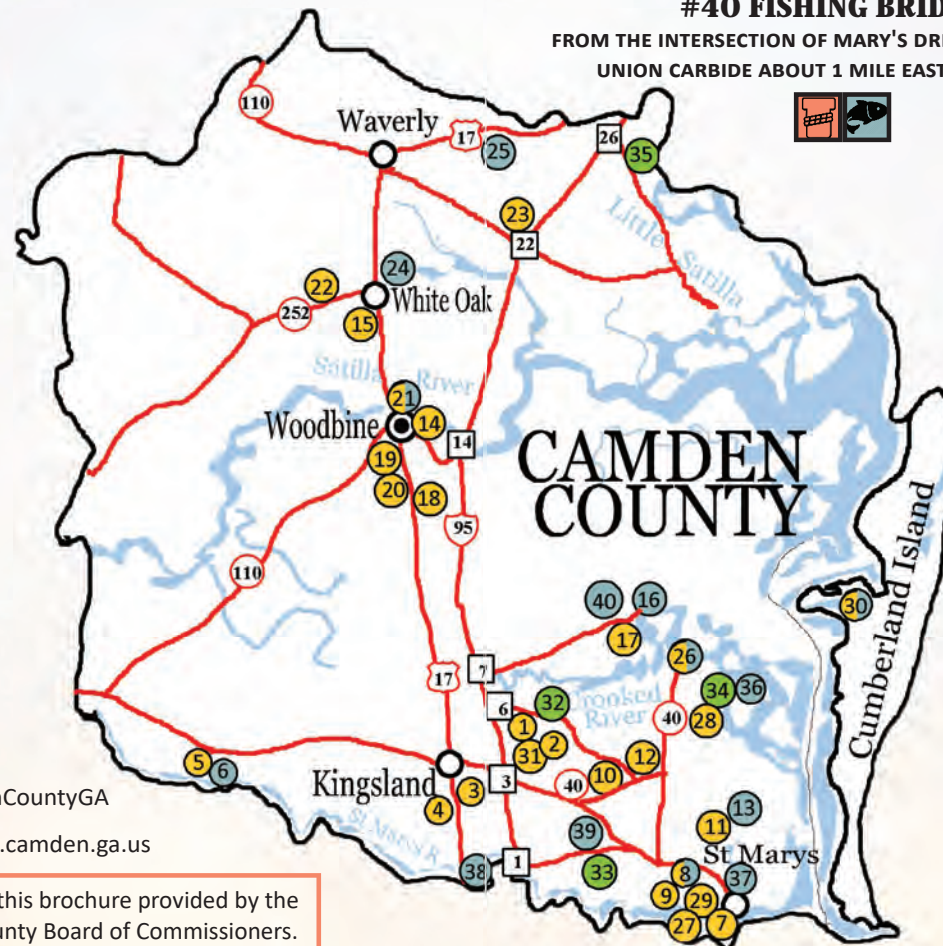 #40 FISHING BRID
FROM THE INTERSECTION OF MARY'S DR
UNION CARBIDE ABOUT 1 MILE EAST
110
Waverly
17
25
26
35
23
22
Little Satilla
24
22
252
White Oak
15
Satilla River
21
Woodbine
14
14
19
20
18
CAMDEN
COUNTY
95
110
Cumberland Island
30
40
16
17
7
26
17
6
32
Crooked
River
34
36
40
28
1
31
2
12
5
6
Kingsland
3
3
40
10
4
13
11
39
St Marys R.
38
1
33
St Marys
8
37
9
29
27
7
CountyGA
.camden.ga.us
this brochure provided by the
unty Board of Commissioners.